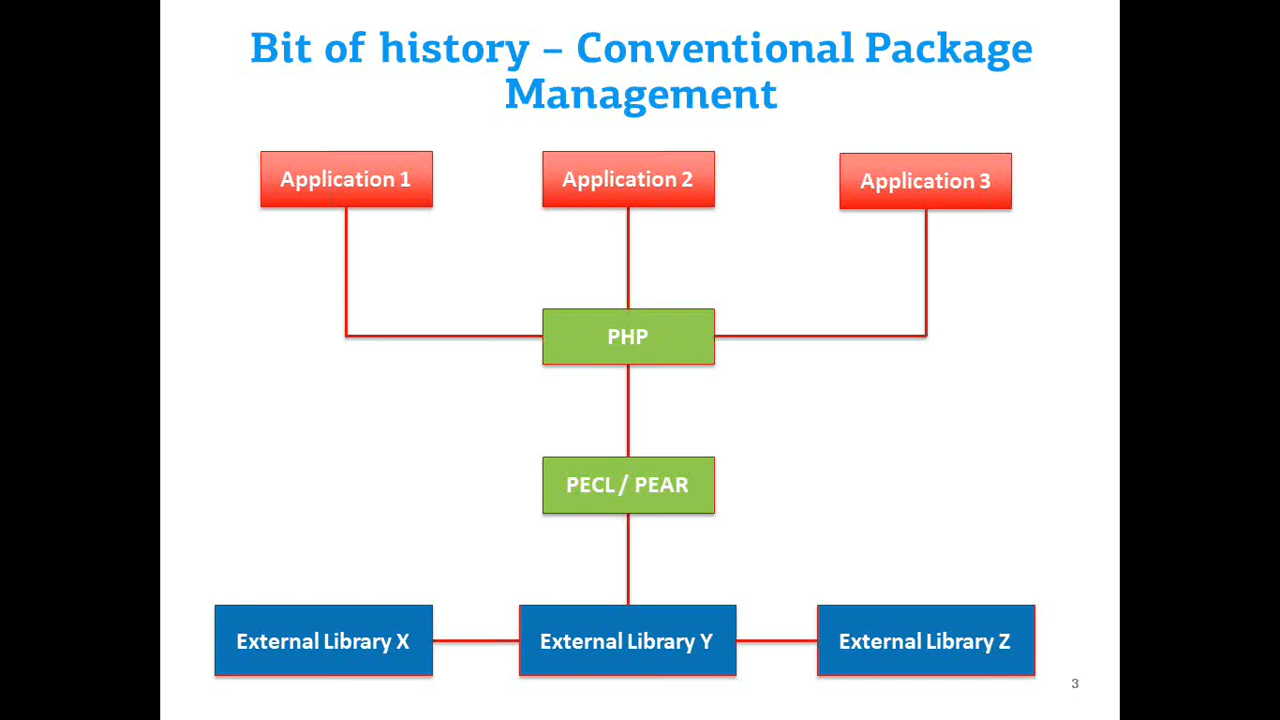 Bit of history – Conventional Package
Management
Application 1
Application 2
Application 3
PHP
PECL / PEAR
External Library X
External Library Y
External Library Z
3